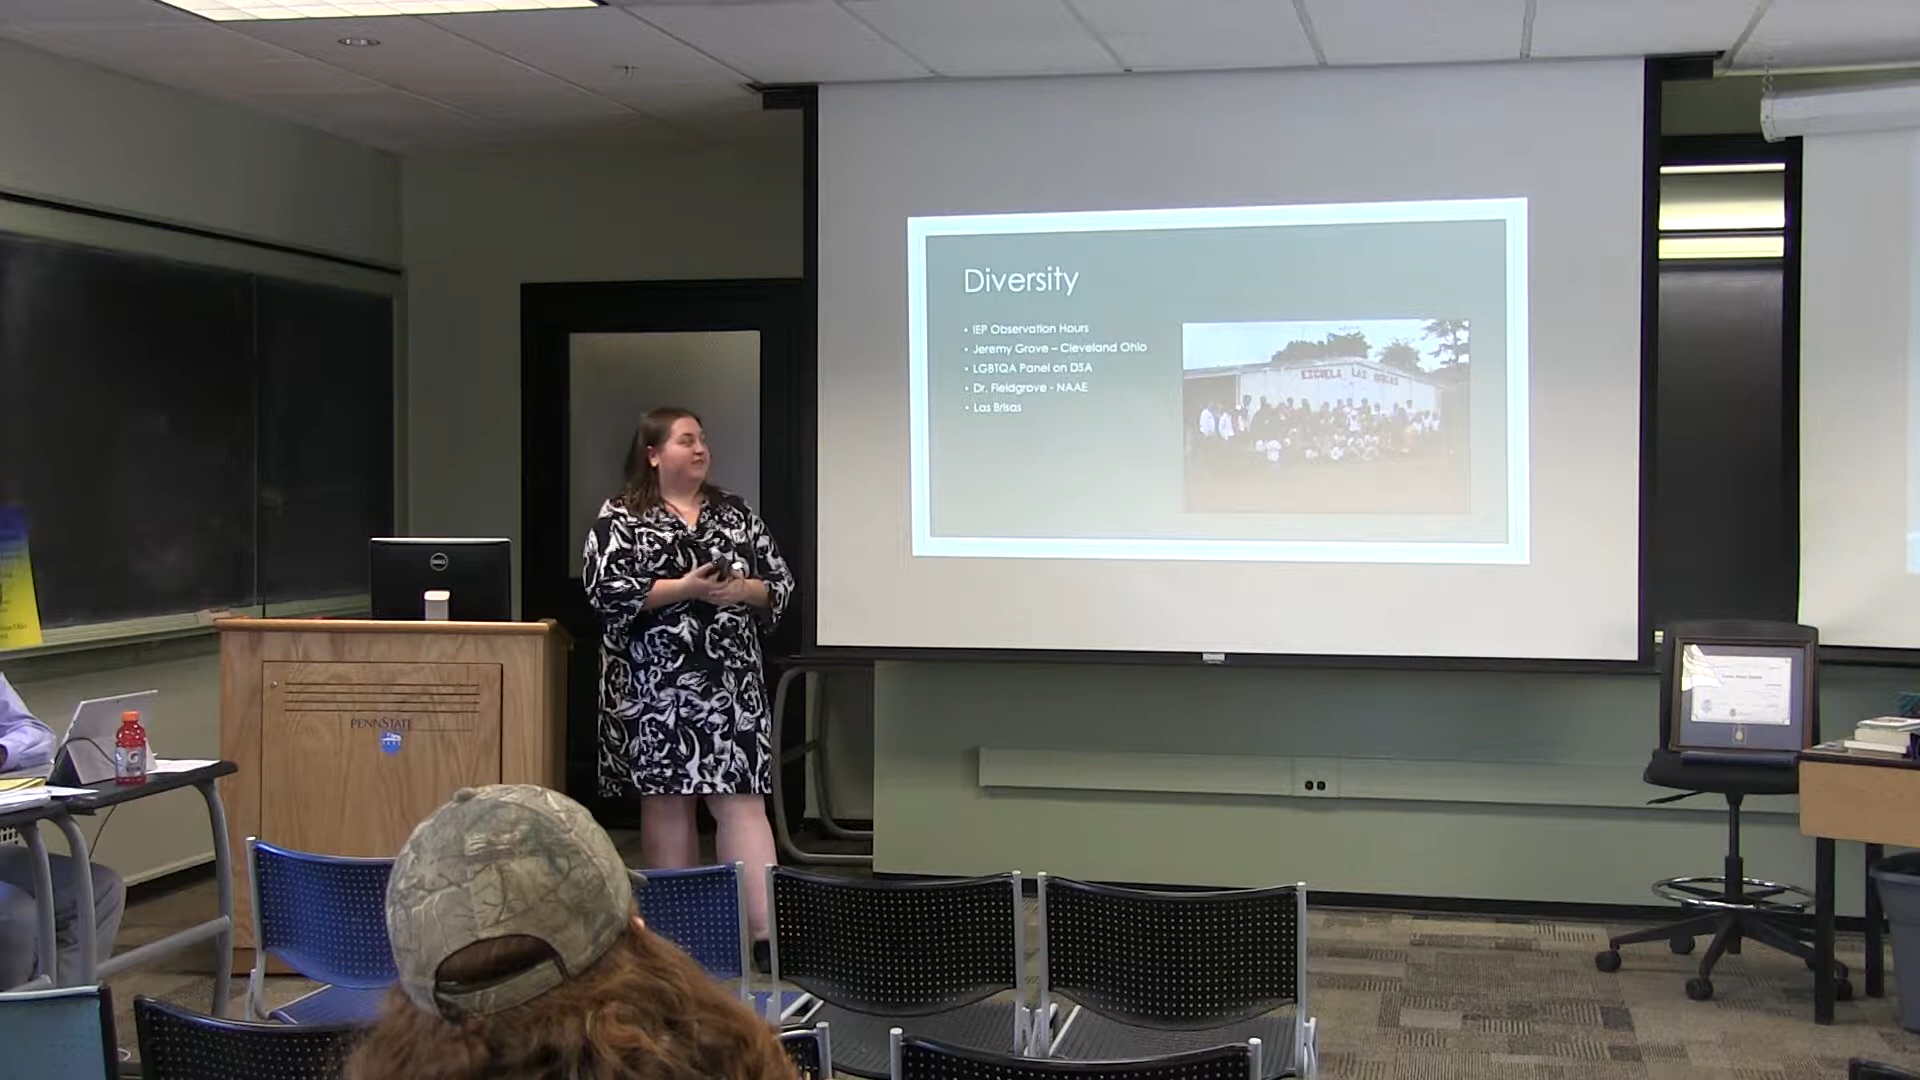 Diversity
• IEP Observation Hours
• Jeremy Grove – Cleveland Ohio
• LGBTQA Panel on DSA
• Dr. Fieldgrove - NAAE
• Las Brisas
ESCUELA LAS BRISAS
DELL
PENNSTATE
G